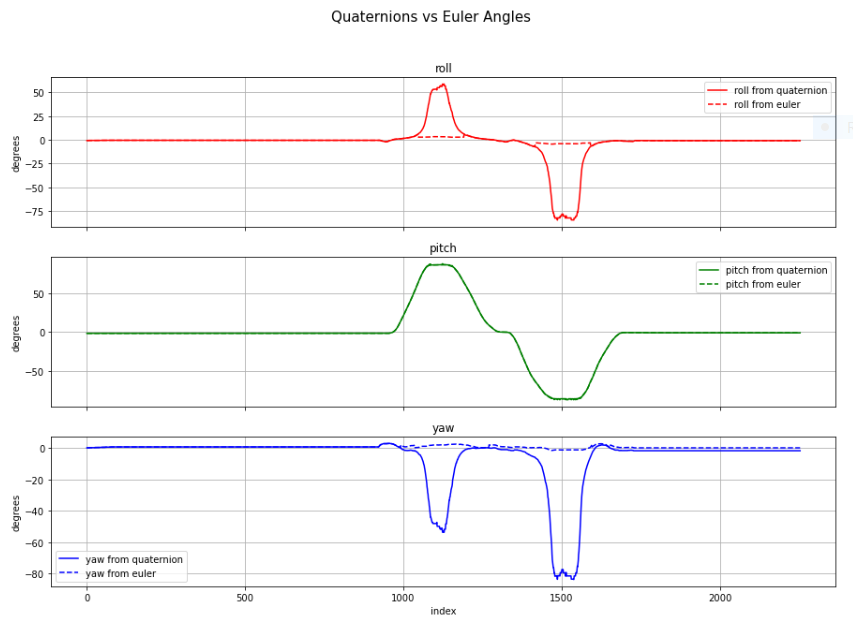 Quaternions vs Euler Angles
roll
50
25
0
−25
−50
−75
degrees
roll from quaternion
roll from euler
pitch
50
0
−50
degrees
pitch from quaternion
pitch from euler
yaw
0
−20
−40
−60
−80
degrees
yaw from quaternion
yaw from euler
0 500 1000 1500 2000
index